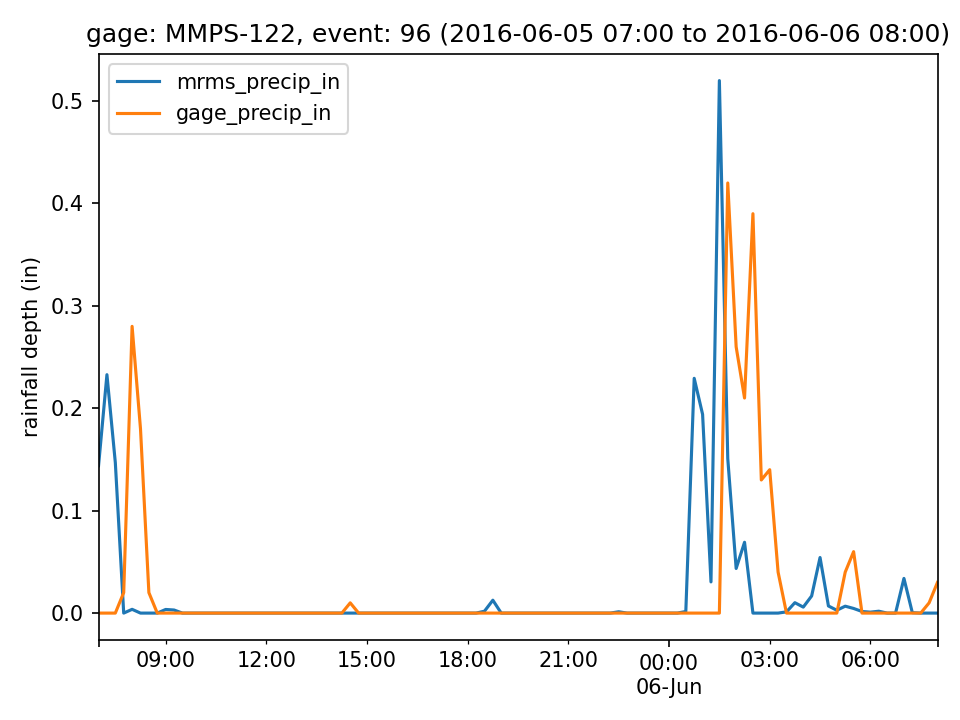 gage: MMPS-122, event: 96 (2016-06-05 07:00 to 2016-06-06 08:00)
mrms_precip_in
gage_precip_in
rainfall depth (in)
0.5
0.4
0.3
0.2
0.1
0.0
09:00 12:00 15:00 18:00 21:00 00:00 03:00 06:00
06-Jun